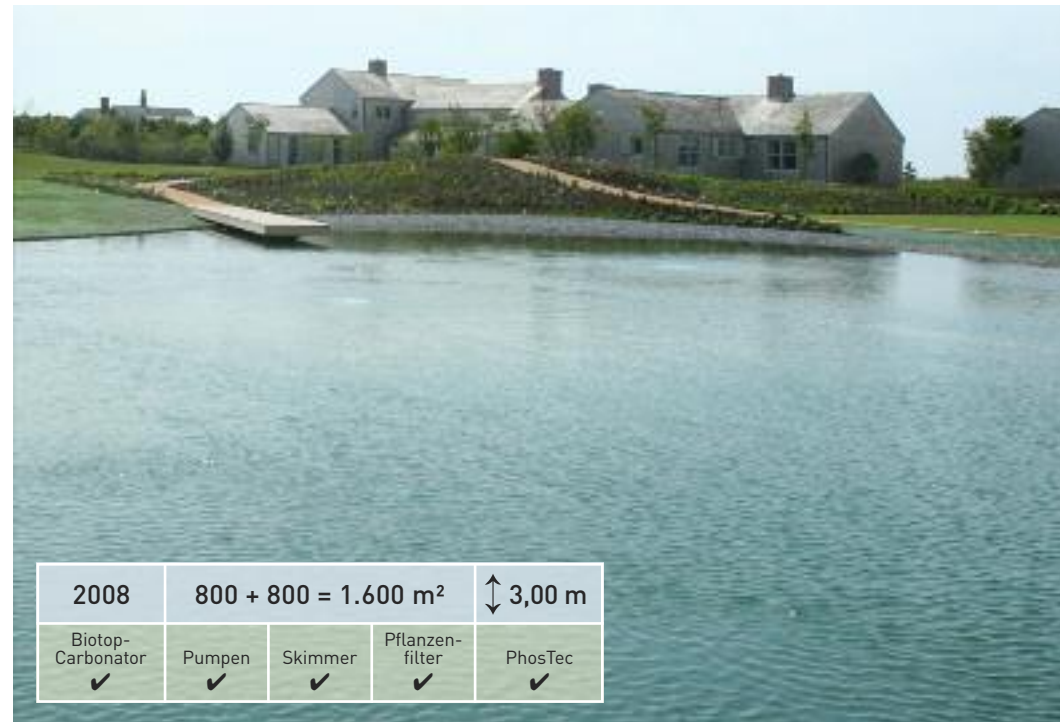 2008 800 + 800 = 1.600 m² ↕ 3,00 m
Biotop-
Carbonator
✔
Pumpen
✔
Skimmer
✔
Pflanzen-
filter
✔
PhosTec
✔